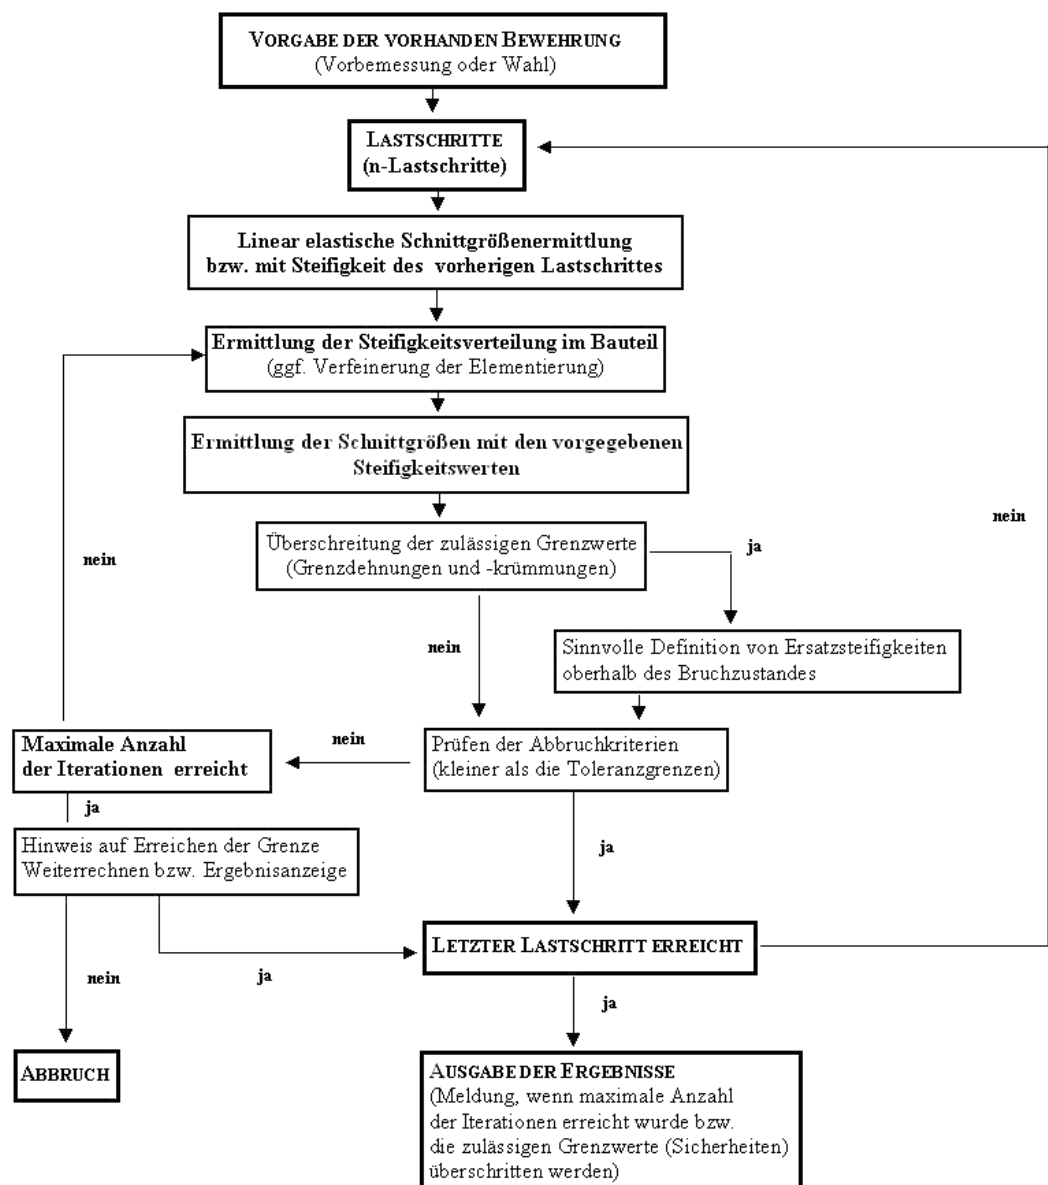 VORGABE DER VORHANDEN BEWEHRUNG
(Vorbemessung oder Wahl)
LASTSCHRITTE
(n-Lastschritte)
Linear elastische Schnittgrößenermittlung
bzw. mit Steifigkeit des vorherigen Lastschrittes
Ermittlung der Steifigkeitsverteilung im Bauteil
(ggf. Verfeinerung der Elementierung)
Ermittlung der Schnittgrößen mit den vorgegebenen
Steifigkeitswerten
nein
nein
Überschreitung der zulässigen Grenzwerte
(Grenzdehnungen und -krümmungen)
ja
nein
Sinnvolle Definition von Ersatzsteifigkeiten
oberhalb des Bruchzustandes
Maximale Anzahl
der Iterationen erreicht
nein
Prüfen der Abbruchkriterien
(kleiner als die Toleranzgrenzen)
ja
Hinweis auf Erreichen der Grenze
Weiterrechnen bzw. Ergebnisanzeige
ja
LETZTER LASTSCHRITT ERREICHT
nein
ja
ja
ABBRUCH
AUSGABE DER ERGEBNISSE
(Meldung, wenn maximale Anzahl
der Iterationen erreicht wurde bzw.
die zulässigen Grenzwerte (Sicherheiten)
überschritten werden)